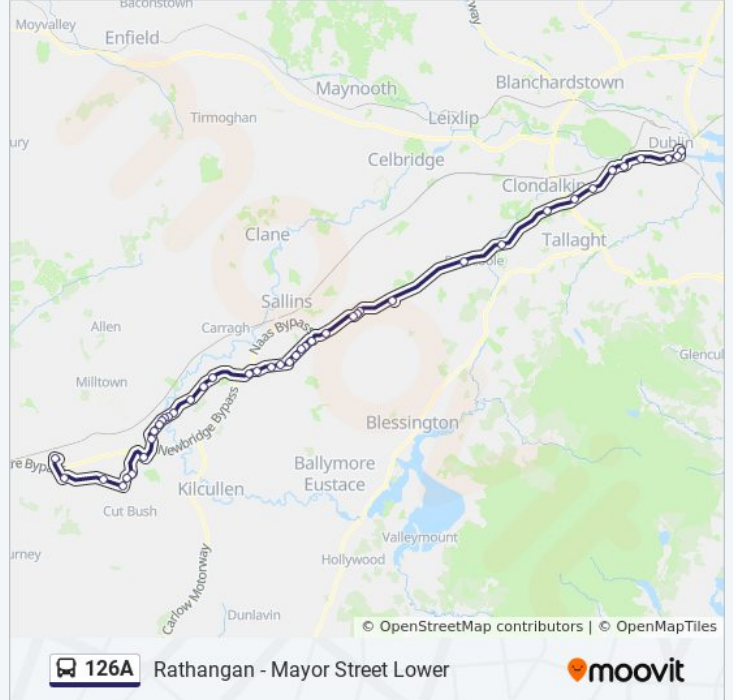 Baconstown
Moyvalley
Enfield
way
Blanchardstown
Maynooth
Tirmoghan
Leixlip
ury
Dublin
Celbridge
Clondalkin
Clane
Tallaght
Sallins
Allen
Carragh
Naas Bypass
Glencul
Milltown
Newbridge Bypass
Blessington
re Bypa
Ballymore
Eustace
Kilcullen
Cut Bush
Valleymount
urney
Hollywood
Carlow Motorway
Dunlavin
© OpenStreetMap contributors | © OpenMapTiles
126A Rathangan - Mayor Street Lower
moovit